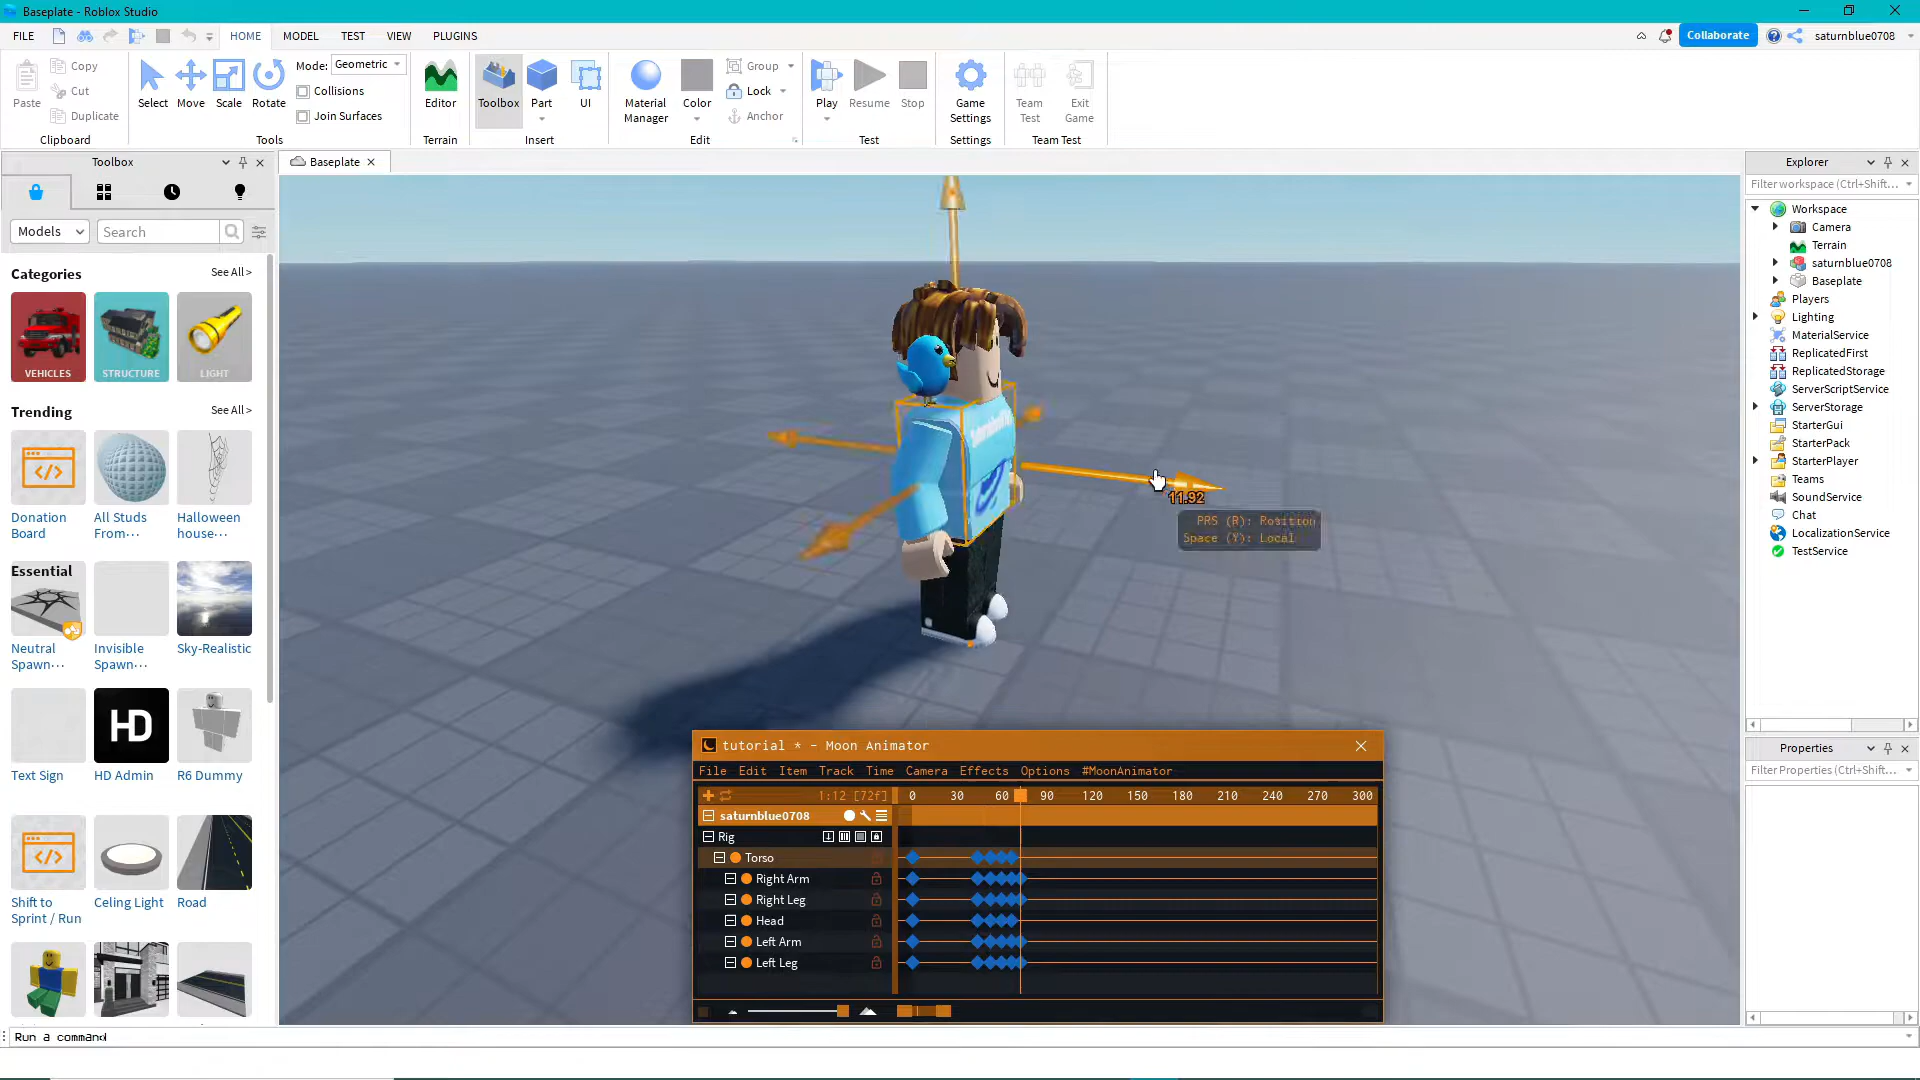 Baseplate - Roblox Studio
FILE HOME MODEL TEST VIEW PLUGINS
Collaborate saturnblue0708
Paste Copy Cut Duplicate
Clipboard
Select Move Scale Rotate
Mode: Geometric
Collisions
Join Surfaces
Tools
Editor
Terrain
Toolbox Part UI
Insert
Material Manager
Color
Group
Lock
Anchor
Edit
Play Resume Stop
Test
Game Settings
Settings
Team Test
Exit Game
Team Test
Toolbox
Models Search
Categories See All >
VEHICLES STRUCTURE LIGHT
Trending See All >
Donation Board
All Studs From...
Halloween house...
Essential
Neutral Spawn...
Invisible Spawn...
Sky-Realistic
HD
Text Sign HD Admin R6 Dummy
Shift to Sprint / Run
Celing Light
Road
Baseplate
11.92
PRS (R): Position
Space (Y): Local
tutorial * - Moon Animator
File Edit Item Track Time Camera Effects Options #MoonAnimator
1:12 [72f] 0 30 60 90 120 150 180 210 240 270 300
saturnblue0708
Rig
Torso
Right Arm
Right Leg
Head
Left Arm
Left Leg
Explorer
Filter workspace (Ctrl+Shift...
Workspace
Camera
Terrain
saturnblue0708
Baseplate
Players
Lighting
MaterialService
ReplicatedFirst
ReplicatedStorage
ServerScriptService
ServerStorage
StarterGui
StarterPack
StarterPlayer
Teams
SoundService
Chat
LocalizationService
TestService
Properties
Filter Properties (Ctrl+Shift...
Run a command